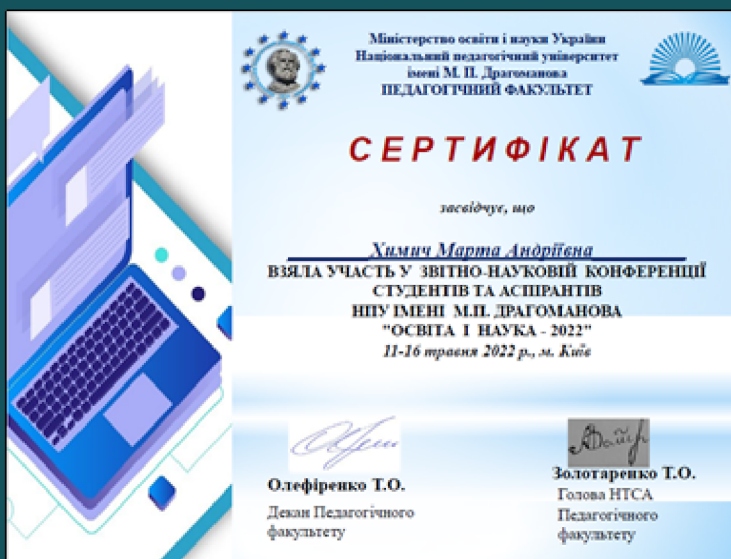 Міністерство освіти і науки України
Національний педагогічний університет
імені М. П. Драгоманова
ПЕДАГОГІЧНИЙ ФАКУЛЬТЕТ
СЕРТИФІКАТ
засвідчує, що
Химич Марта Андріївна
ВЗЯЛА УЧАСТЬ У ЗВІТНО-НАУКОВІЙ КОНФЕРЕНЦІЇ
СТУДЕНТІВ ТА АСПІРАНТІВ
НПУ ІМЕНІ М.П. ДРАГОМАНОВА
"ОСВІТА І НАУКА - 2022"
11-16 травня 2022 р., м. Київ
Олефіренко Т.О.
Декан Педагогічного
факультету
Золотаренко Т.О.
Голова НТСА
Педагогічного
факультету